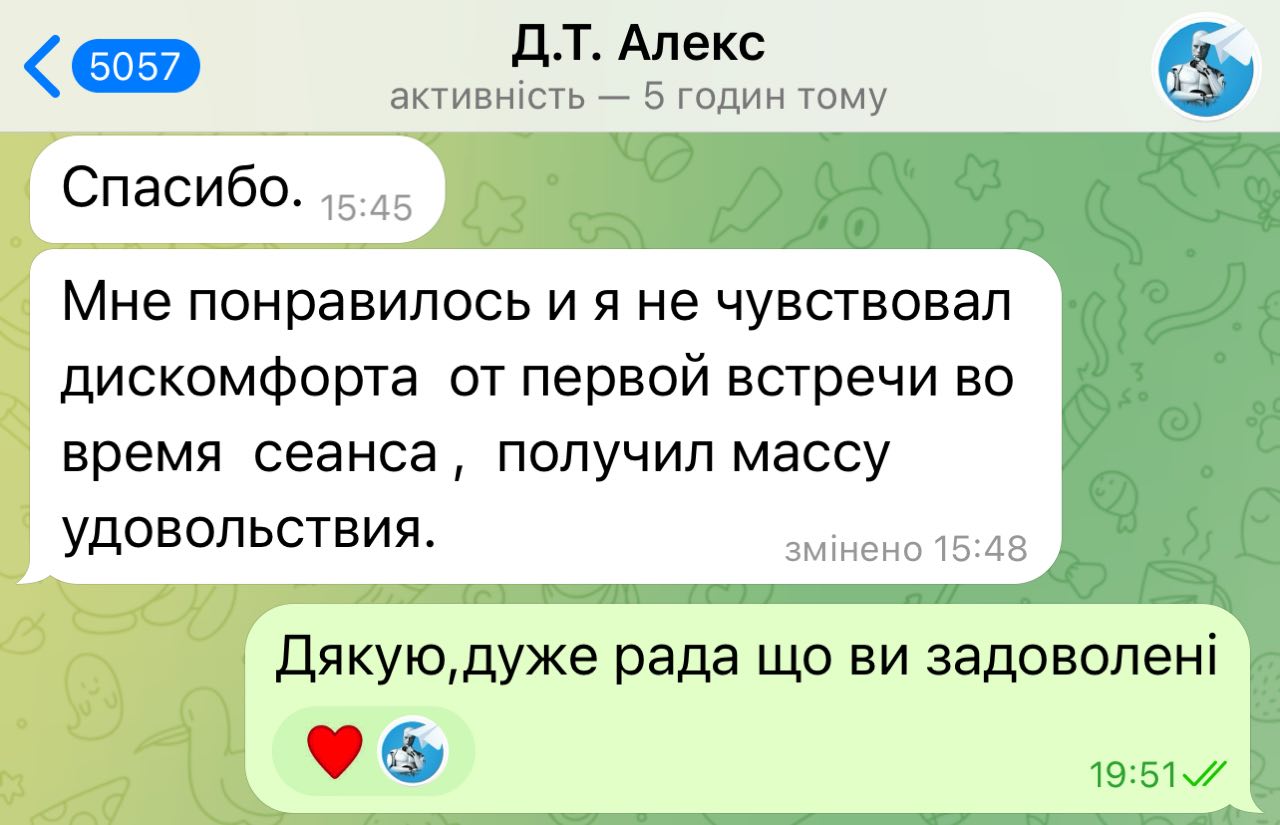 5057
Д.Т. Алекс
активність — 5 годин тому
Спасибо. 15:45
Мне понравилось и я не чувствовал
дискомфорта от первой встречи во
время сеанса , получил массу
удовольствия.
змінено 15:48
Дякую,дуже рада що ви задоволені
19:51